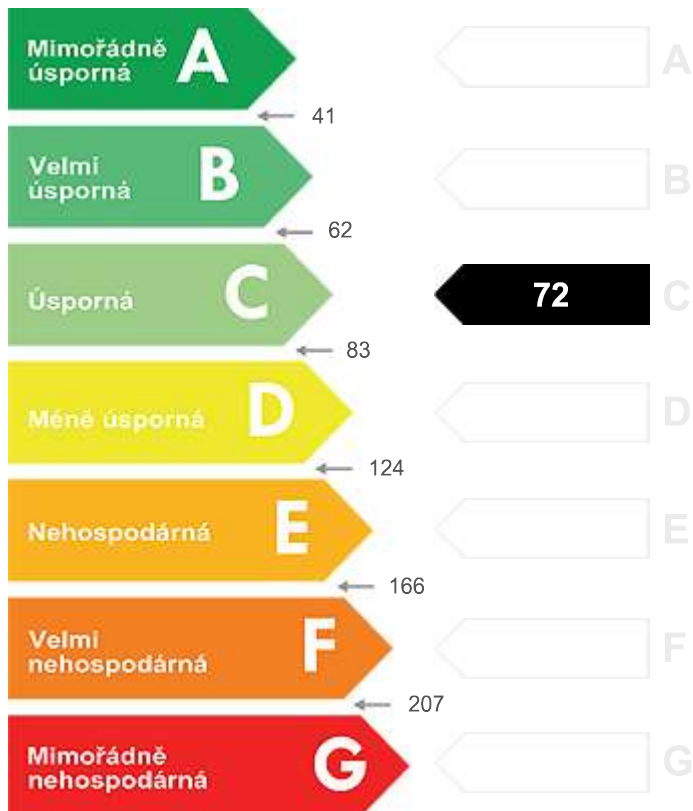 Mimořádně
úsporná
A
A
41
Velmi
úsporná
B
B
62
Úsporná
C
72
C
83
Méně úsporná
D
D
124
Nehospodárná
E
E
166
Velmi
nehospodárná
F
F
207
Mimořádně
nehospodárná
G
G